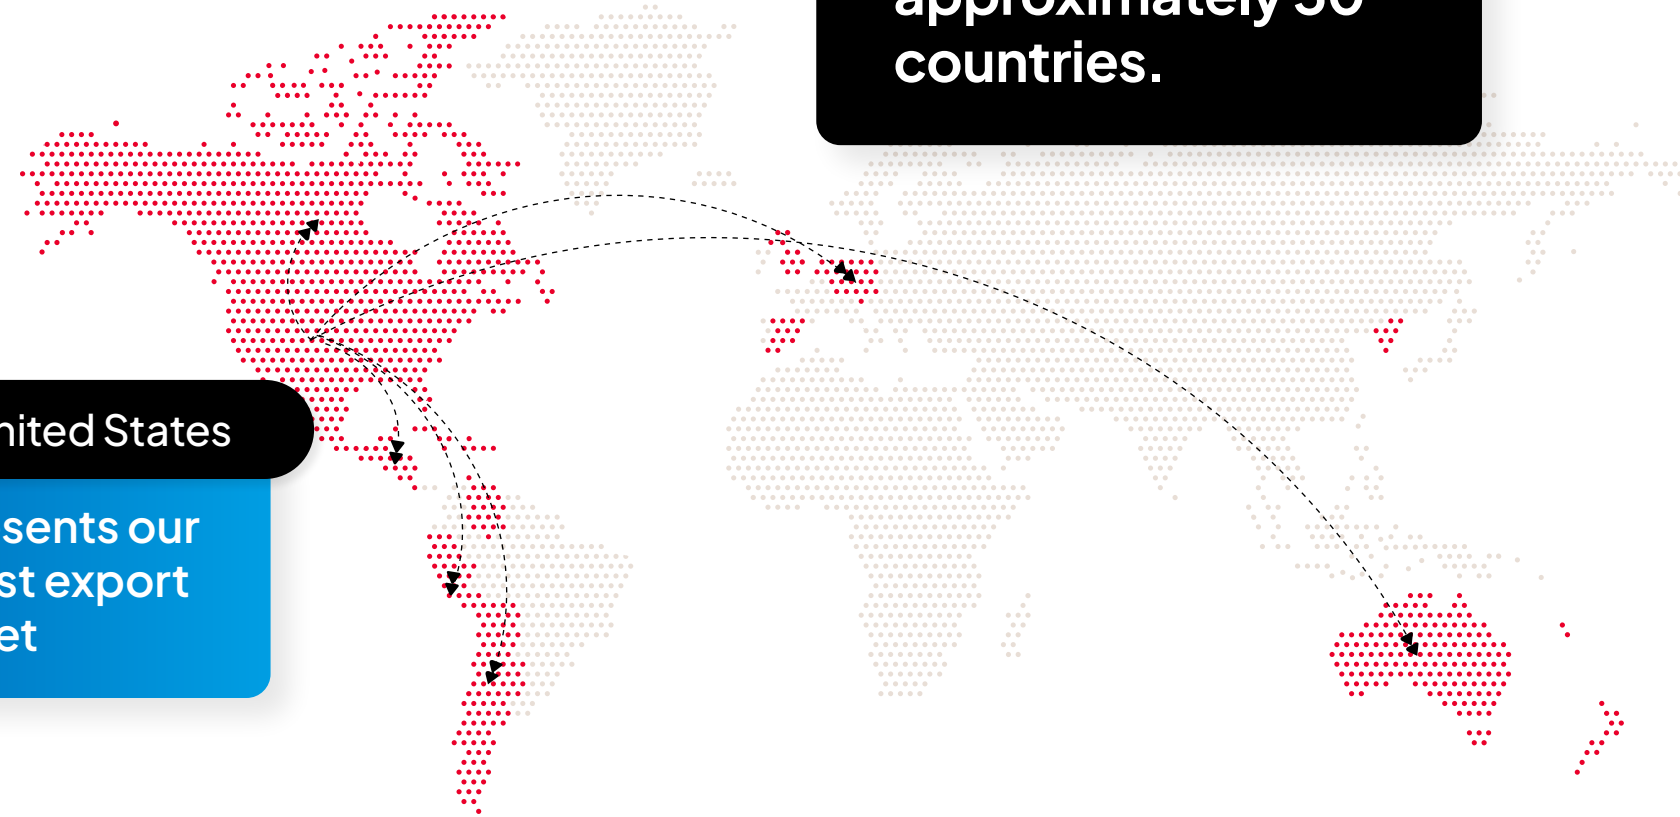 countries.
nited States
sents our
st export
et